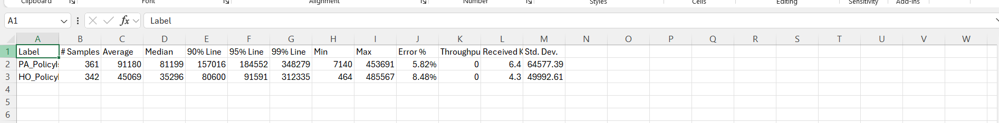 Clipboard Font Alignment Number Styles Cells Editing Sensitivity Add-ins
A1 fx Label
A B C D E F G H I J K L M N O P Q R S T U V W
1 Label # Samples Average Median 90% Line 95% Line 99% Line Min Max Error % Throughpu Received K Std. Dev.
2 PA_Policy 361 91180 81199 157016 184552 348279 7140 453691 5.82% 0 6.4 64577.39
3 HO_Policy 342 45069 35296 80600 91591 312335 464 485567 8.48% 0 4.3 49992.61
4
5
6